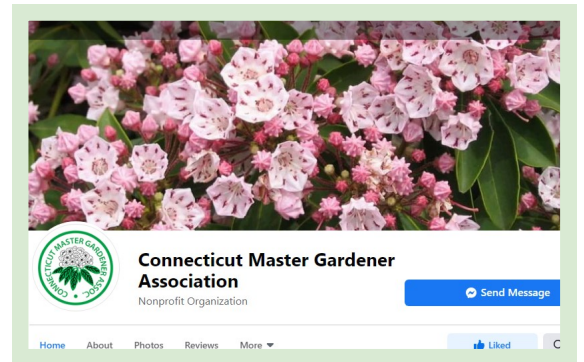 CONNECTICUT MASTER GARDENER ASSOC.
Connecticut Master Gardener
Association
Nonprofit Organization
Send Message
Home About Photos Reviews More
Liked